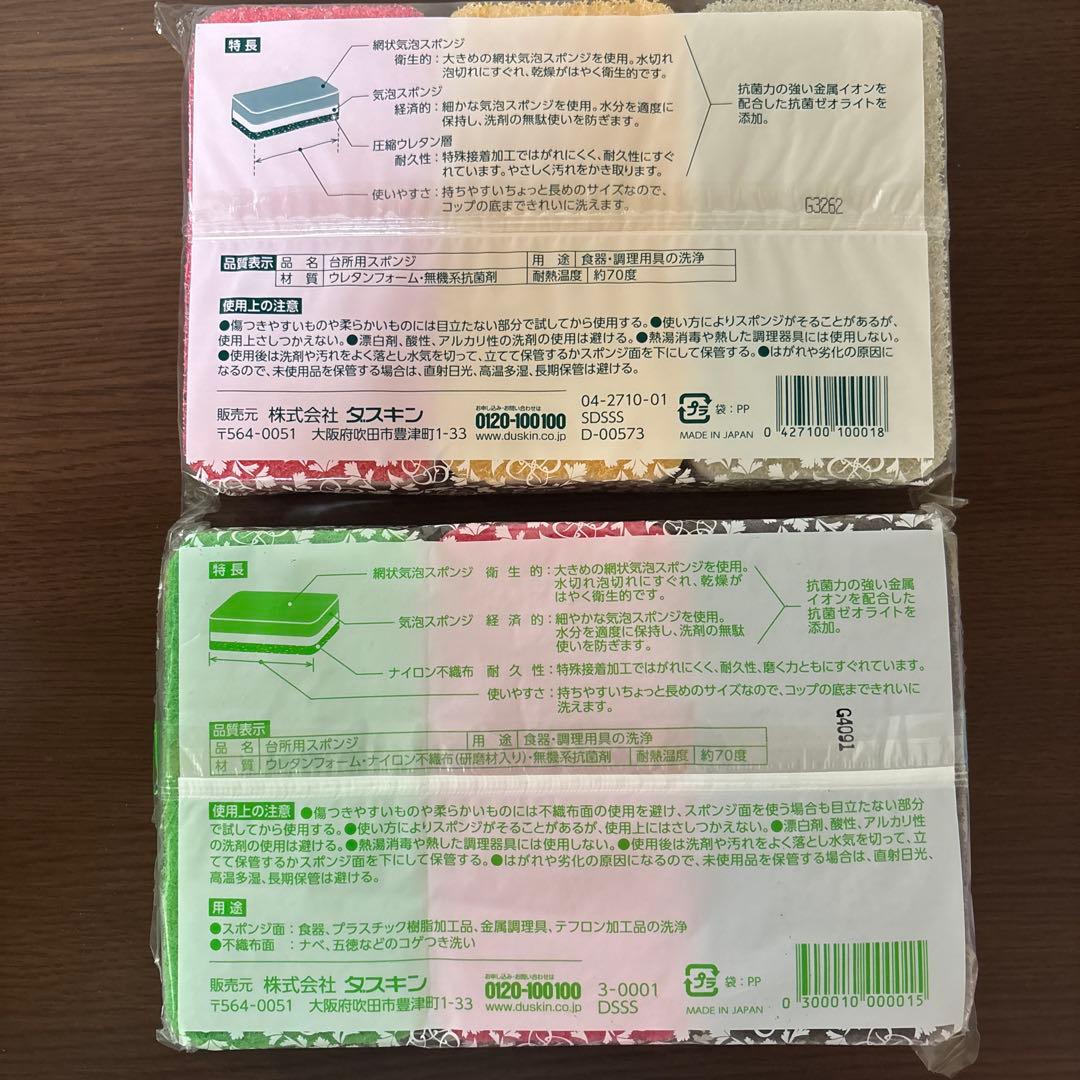 特長
網状気泡スポンジ
衛生的：大きめの網状気泡スポンジを使用。水切れ
泡切れにすぐれ、乾燥がはやく衛生的です。
気泡スポンジ
経済的：細かな気泡スポンジを使用。水分を適度に
保持し、洗剤の無駄使いを防ぎます。
圧縮ウレタン層
耐久性：特殊接着加工ではがれにくく、耐久性にすぐ
れています。やさしく汚れをかき取ります。
使いやすさ：持ちやすいちょっと長めのサイズなので、
コップの底まできれいに洗えます。
抗菌力の強い金属イオンを
配合した抗菌ゼオライトを
添加。
G3262
品質表示 品 名 台所用スポンジ 用 途 食器・調理用具の洗浄
材 質 ウレタンフォーム・無機系抗菌剤 耐熱温度 約70度
使用上の注意
●傷つきやすいものや柔らかいものには目立たない部分で試してから使用する。●使い方によりスポンジがそることがあるが、
使用上さしつかえない。●漂白剤、酸性、アルカリ性の洗剤の使用は避ける。●熱湯消毒や熱した調理器具には使用しない。
●使用後は洗剤や汚れをよく落とし水気を切って、立てて保管するかスポンジ面を下にして保管する。●はがれや劣化の原因に
なるので、未使用品を保管する場合は、直射日光、高温多湿、長期保管は避ける。
販売元 株式会社 ダスキン
〒564-0051 大阪府吹田市豊津町1-33
お申し込み・お問い合わせは
0120-100100
www.duskin.co.jp
04-2710-01
SDSSS
D-00573
プラ 袋：PP
MADE IN JAPAN
0 427100 100018
特長
網状気泡スポンジ 衛生的：大きめの網状気泡スポンジを使用。
水切れ泡切れにすぐれ、乾燥が
はやく衛生的です。
気泡スポンジ 経済的：細やかな気泡スポンジを使用。
水分を適度に保持し、洗剤の無駄
使いを防ぎます。
ナイロン不織布 耐久性：特殊接着加工ではがれにくく、耐久性、磨く力ともにすぐれています。
使いやすさ：持ちやすいちょっと長めのサイズなので、コップの底まできれいに
洗えます。
抗菌力の強い金属
イオンを配合した
抗菌ゼオライトを
添加。
G4091
品質表示
品 名 台所用スポンジ 用 途 食器・調理用具の洗浄
材 質 ウレタンフォーム・ナイロン不織布（研磨材入り）・無機系抗菌剤 耐熱温度 約70度
使用上の注意 ●傷つきやすいものや柔らかいものには不織布面の使用を避け、スポンジ面を使う場合も目立たない部分
で試してから使用する。●使い方によりスポンジがそることがあるが、使用上にはさしつかえない。●漂白剤、酸性、アルカリ性
の洗剤の使用は避ける。●熱湯消毒や熱した調理器具には使用しない。●使用後は洗剤や汚れをよく落とし水気を切って、立
てて保管するかスポンジ面を下にして保管する。●はがれや劣化の原因になるので、未使用品を保管する場合は、直射日光、
高温多湿、長期保管は避ける。
用途
●スポンジ面：食器、プラスチック樹脂加工品、金属調理具、テフロン加工品の洗浄
●不織布面：ナベ、五徳などのコゲつき洗い
販売元 株式会社 ダスキン
〒564-0051 大阪府吹田市豊津町1-33
お申し込み・お問い合わせは
0120-100100
www.duskin.co.jp
3-0001
DSSS
プラ 袋：PP
MADE IN JAPAN
0 300010 000015